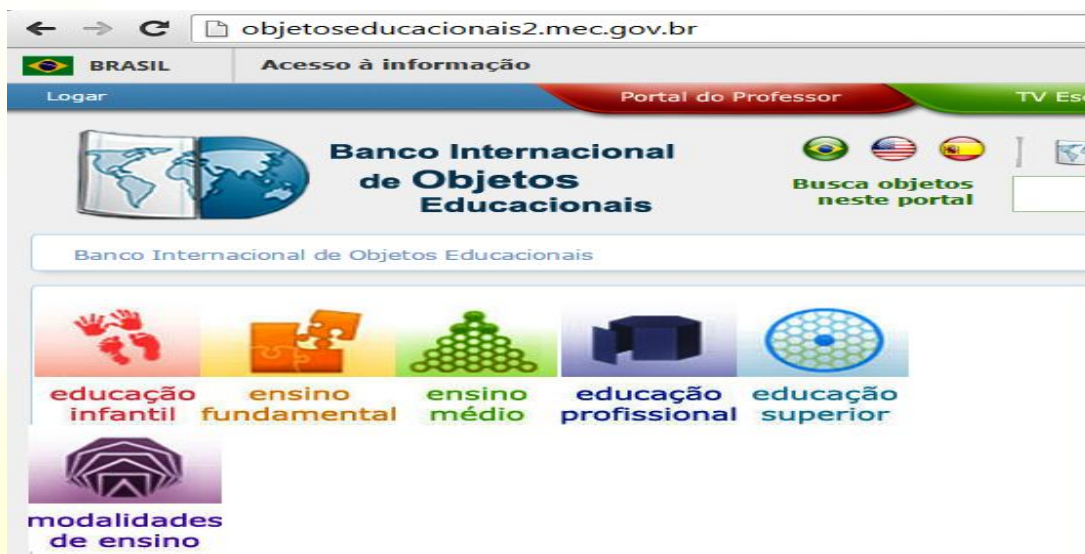 objetoseducacionais2.mec.gov.br
BRASIL Acesso à informação
Logar Portal do Professor TV Es
Banco Internacional
de Objetos
Educacionais
Busca objetos
neste portal
Banco Internacional de Objetos Educacionais
educação
infantil
ensino
fundamental
ensino
médio
educação
profissional
educação
superior
modalidades
de ensino